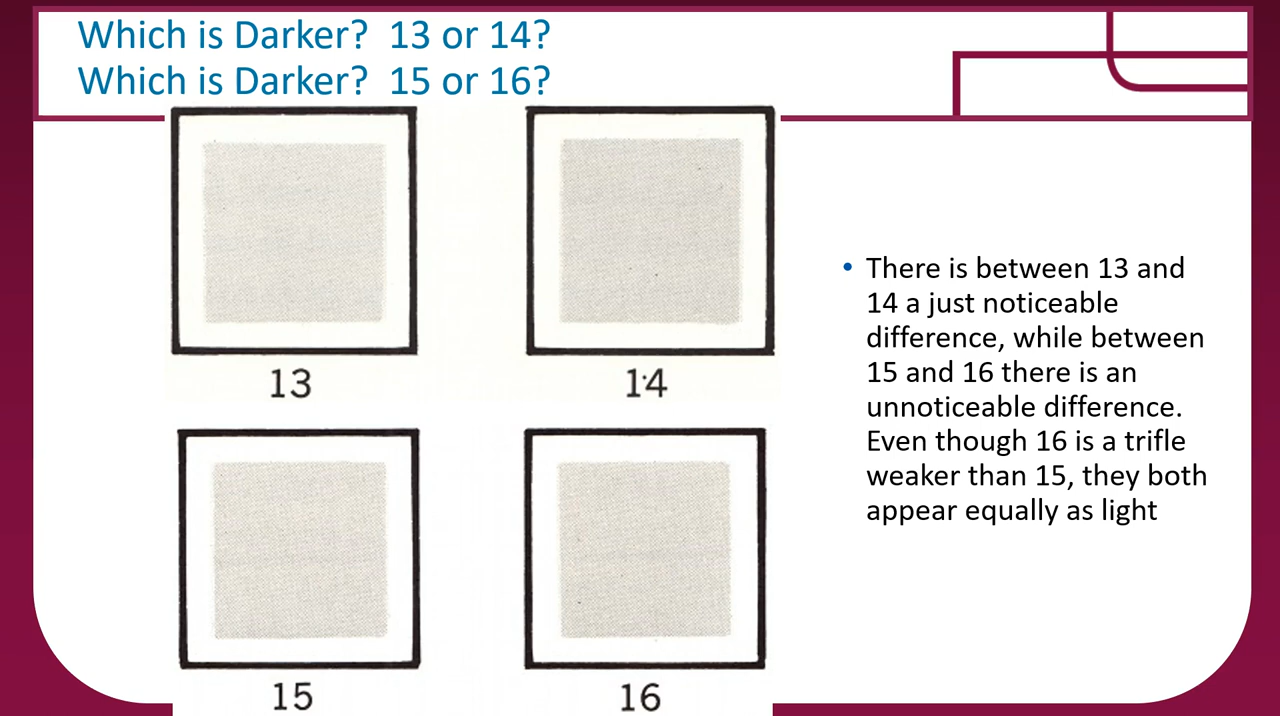 Which is Darker?  13 or 14?
Which is Darker?  15 or 16?
13
14
15
16
• There is between 13 and
14 a just noticeable
difference, while between
15 and 16 there is an
unnoticeable difference.
Even though 16 is a trifle
weaker than 15, they both
appear equally as light